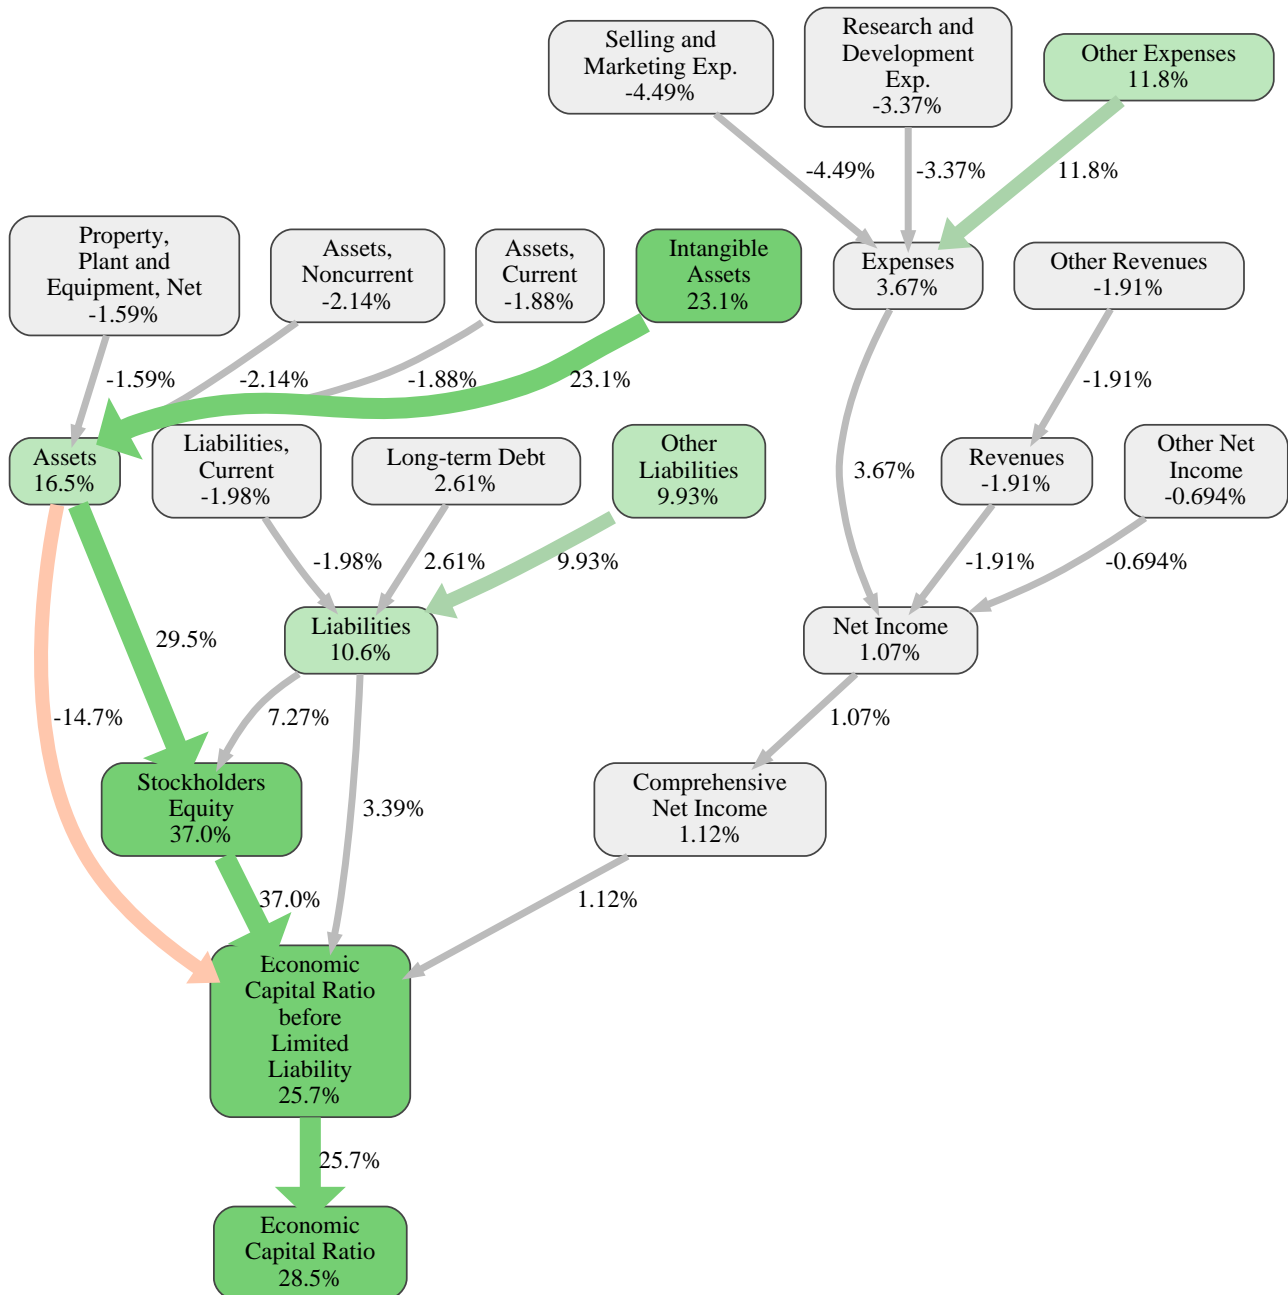 Selling and
Marketing Exp.
-4.49%
Research and
Development
Exp.
-3.37%
Other Expenses
11.8%
-4.49%
-3.37%
11.8%
Property,
Plant and
Equipment, Net
-1.59%
Assets,
Noncurrent
-2.14%
Assets,
Current
-1.88%
Intangible
Assets
23.1%
Expenses
3.67%
Other Revenues
-1.91%
-1.59%
-2.14%
-1.88%
23.1%
-1.91%
Assets
16.5%
Liabilities,
Current
-1.98%
Long-term Debt
2.61%
Other
Liabilities
9.93%
3.67%
Revenues
-1.91%
Other Net
Income
-0.694%
-1.98%
2.61%
9.93%
-1.91%
-0.694%
29.5%
Liabilities
10.6%
Net Income
1.07%
-14.7%
7.27%
1.07%
Stockholders
Equity
37.0%
3.39%
Comprehensive
Net Income
1.12%
37.0%
1.12%
Economic
Capital Ratio
before
Limited
Liability
25.7%
25.7%
Economic
Capital Ratio
28.5%